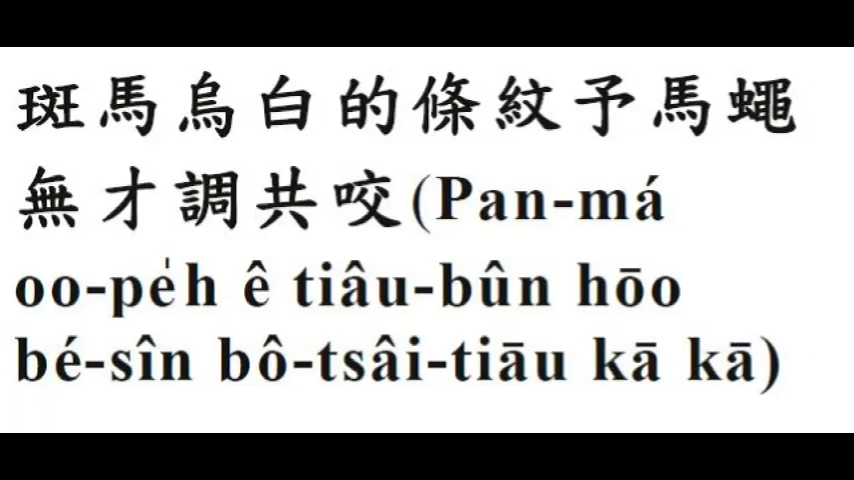 斑馬烏白的條紋予馬蠅
無才調共咬(Pan-má
oo-pe̍h ê tiâu-bûn hōo
bé-sîn bô-tsâi-tiāu kā kā)